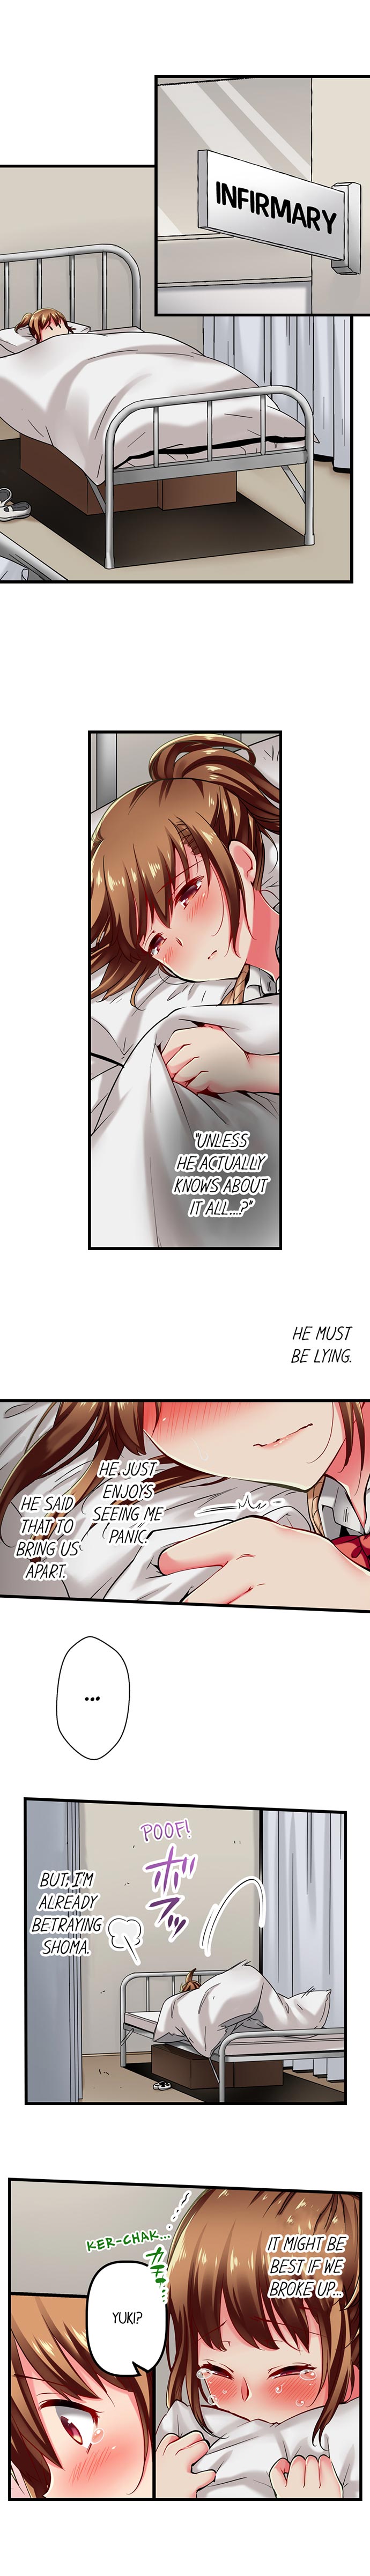 INFIRMARY
"UNLESS
HE ACTUALLY
KNOWS ABOUT
IT ALL...?"
HE MUST
BE LYING.
HE JUST
ENJOYS
SEEING ME
PANIC.
HE SAID
THAT TO
BRING US
APART.
...
POOF!
ボフッ
BUT, I'M
ALREADY
BETRAYING
SHOMA.
IT MIGHT BE
BEST IF WE
BROKE UP...
KER-CHAK...
YUKI?